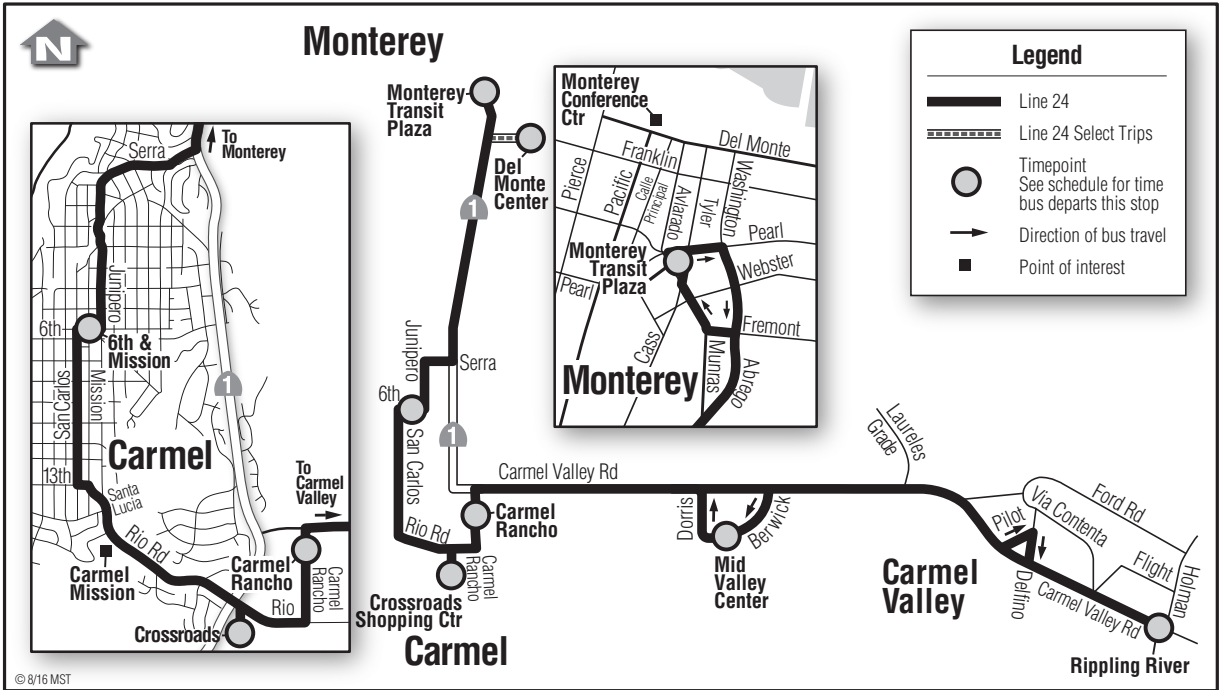 N
Monterey
Monterey
Transit
Plaza
Del
Monte
Center
1
Junipero
Serra
6th
San Carlos
1
Rio Rd
Carmel
Rancho
Carmel
Rancho
Crossroads
Shopping Ctr
Carmel
Carmel Valley Rd
Dorris
Berwick
Mid
Valley
Center
Laureles
Grade
Carmel
Valley
Pilot
Via Contenta
Ford Rd
Delfino
Flight
Holman
Carmel Valley Rd
Rippling River
To
Monterey
Serra
Junipero
6th
6th &
Mission
San Carlos
Mission
1
Carmel
13th
Santa
Lucia
Rio Rd
To
Carmel
Valley
Carmel
Mission
Carmel
Rancho
Carmel
Rancho
Rio
Crossroads
Monterey
Conference
Ctr
Del Monte
Franklin
Pierce
Pacific
Calle
Principal
Avlarado
Tyler
Washington
Pearl
Monterey
Transit
Plaza
Webster
Pearl
Cass
Fremont
Munras
Abrego
Monterey
Legend
Line 24
Line 24 Select Trips
Timepoint
See schedule for time
bus departs this stop
Direction of bus travel
Point of interest
© 8/16 MST